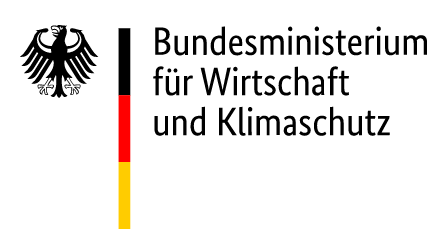 Bundesministerium
für Wirtschaft
und Klimaschutz